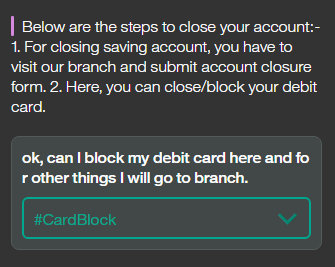 Below are the steps to close your account:-
1. For closing saving account, you have to
visit our branch and submit account closure
form. 2. Here, you can close/block your debit
card.
ok, can I block my debit card here and fo
r other things I will go to branch.
#CardBlock